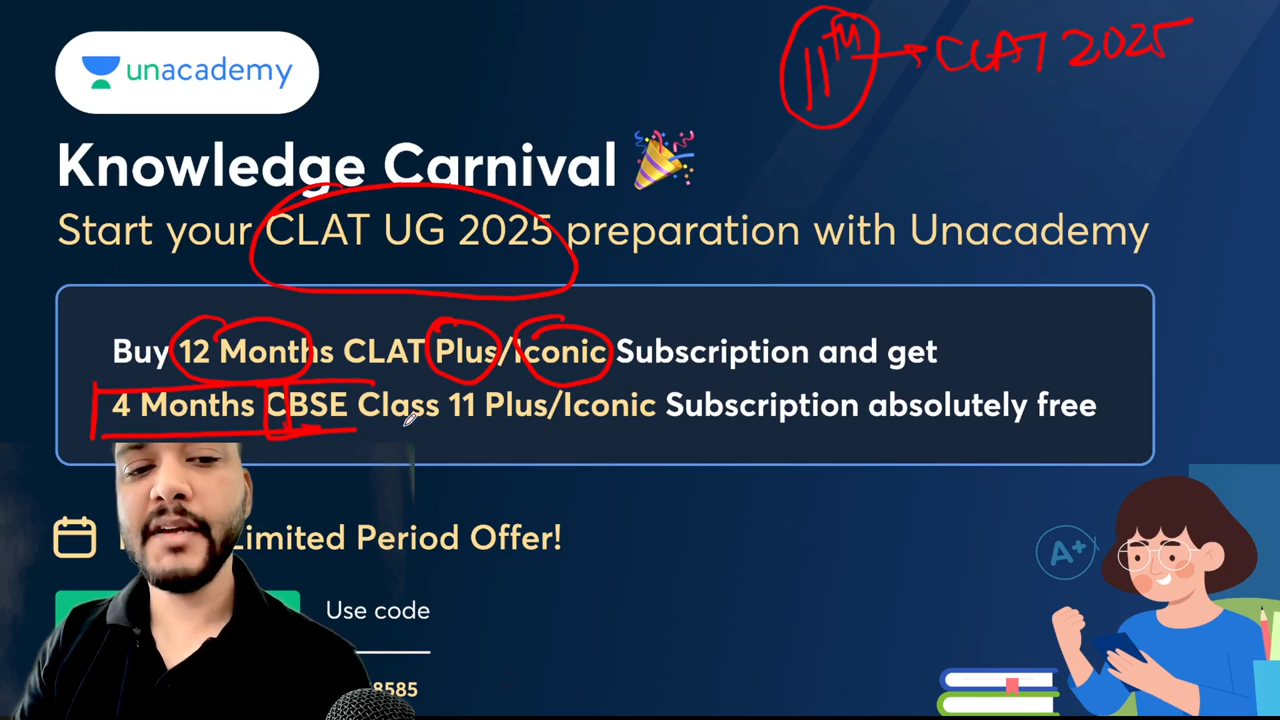 11th → CLAT 2025
unacademy
Knowledge Carnival
Start your CLAT UG 2025 preparation with Unacademy
Buy 12 Months CLAT Plus/Iconic Subscription and get
4 Months CBSE Class 11 Plus/Iconic Subscription absolutely free
Limited Period Offer!
A+
Use code
8585